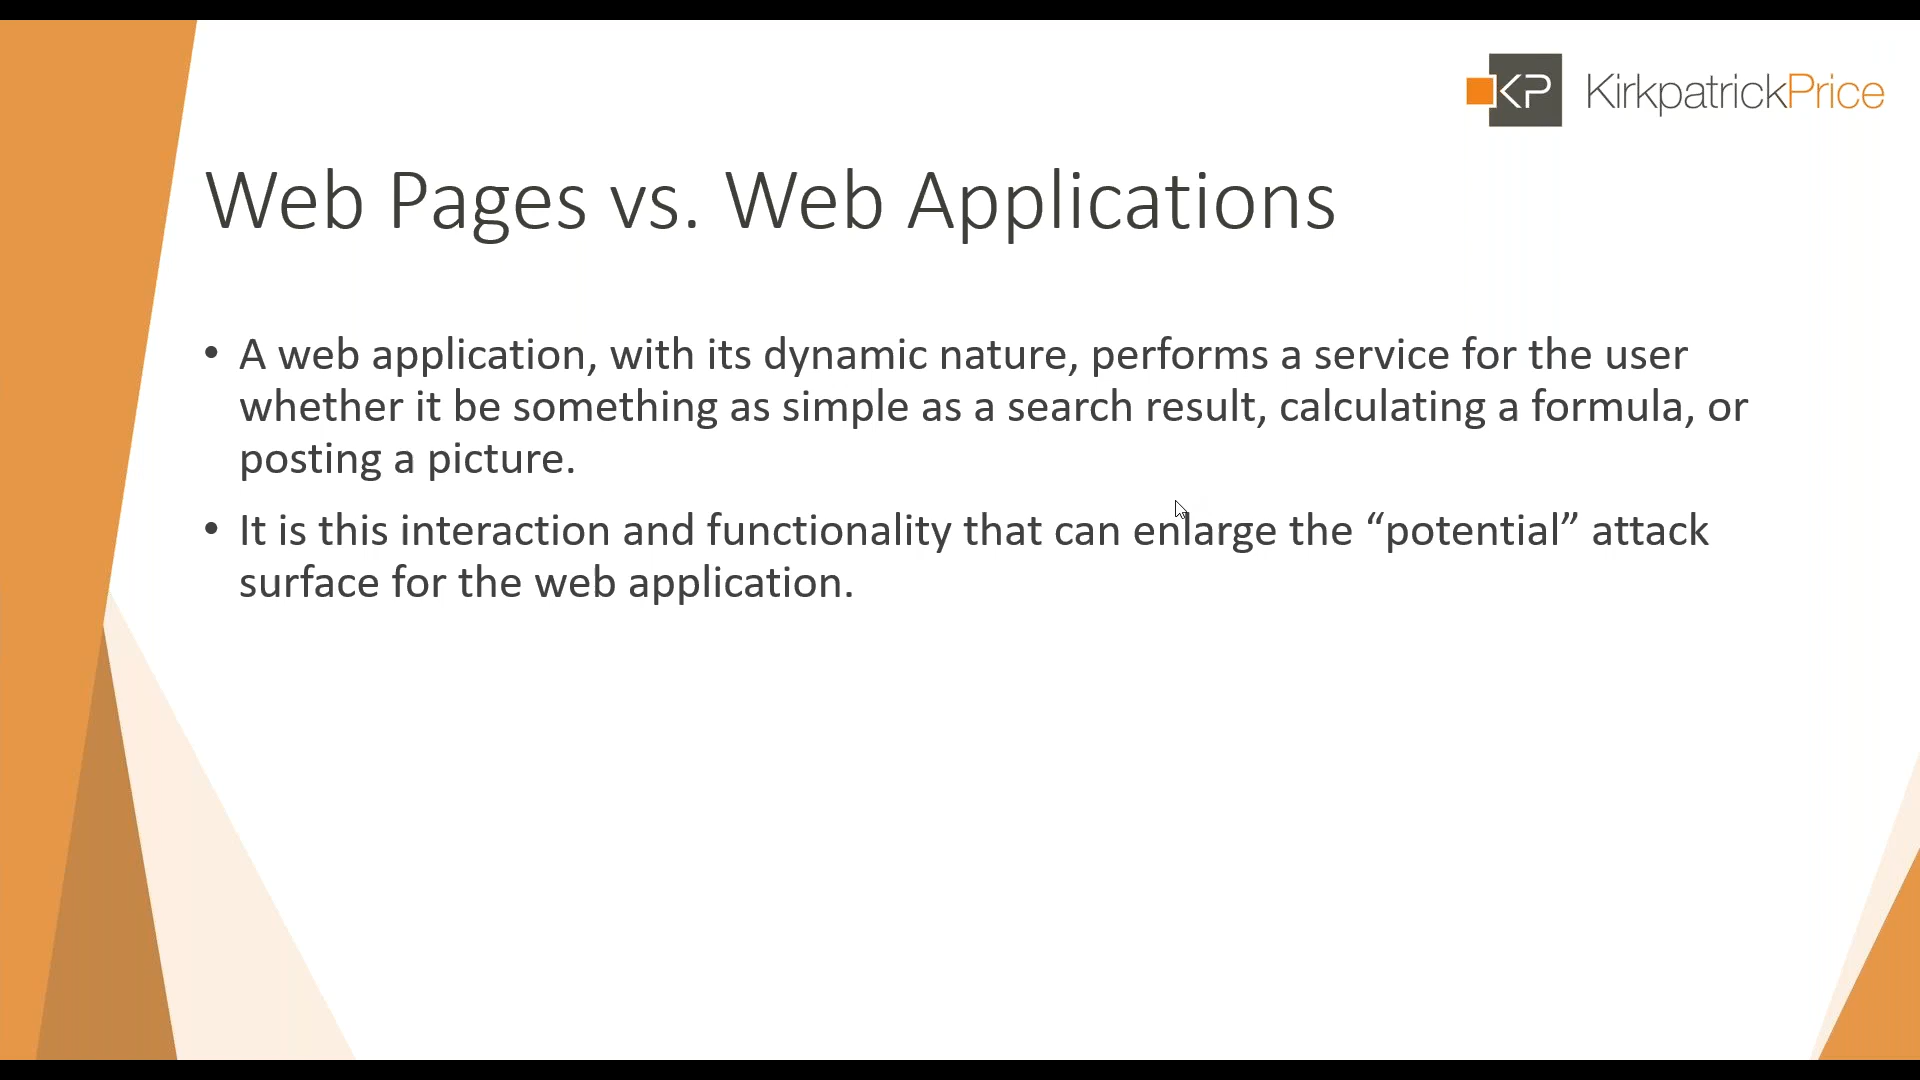 KP KirkpatrickPrice
Web Pages vs. Web Applications
• A web application, with its dynamic nature, performs a service for the user
whether it be something as simple as a search result, calculating a formula, or
posting a picture.
• It is this interaction and functionality that can enlarge the “potential” attack
surface for the web application.